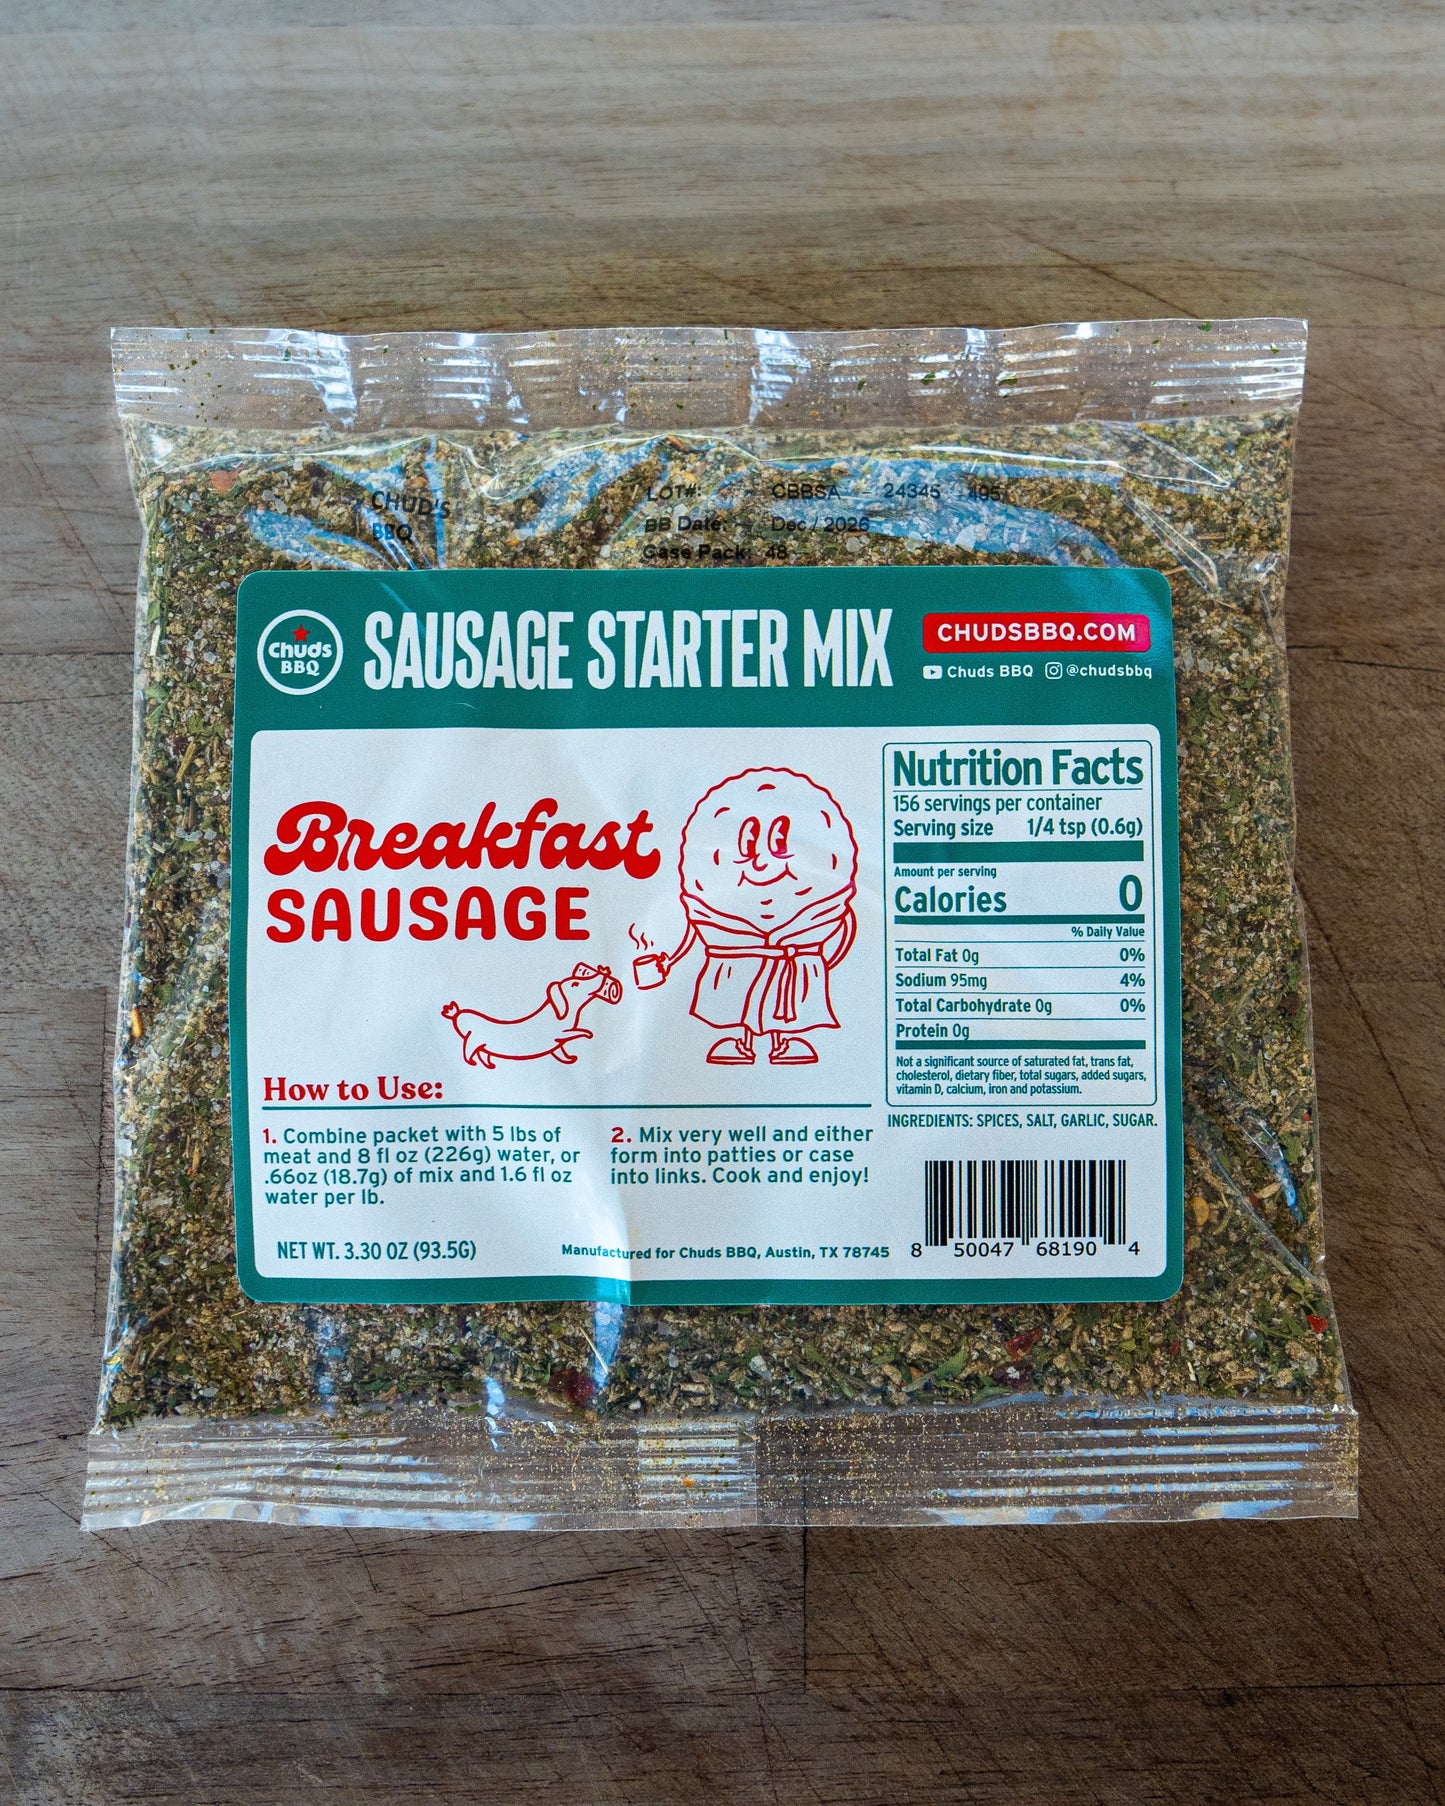 CHUD'S
BBQ
LOT#: CBBSA 24345 495
BB Date: Dec / 2026
Case Pack: 48
Chuds
BBQ
SAUSAGE STARTER MIX
CHUDSBBQ.COM
Chuds BBQ @chudsbbq
Breakfast
SAUSAGE
How to Use:
1. Combine packet with 5 lbs of
meat and 8 fl oz (226g) water, or
.66oz (18.7g) of mix and 1.6 fl oz
water per lb.
2. Mix very well and either
form into patties or case
into links. Cook and enjoy!
NET WT. 3.30 OZ (93.5G)
Manufactured for Chuds BBQ, Austin, TX 78745
Nutrition Facts
156 servings per container
Serving size 1/4 tsp (0.6g)
Amount per serving
Calories 0
% Daily Value
Total Fat 0g 0%
Sodium 95mg 4%
Total Carbohydrate 0g 0%
Protein 0g
Not a significant source of saturated fat, trans fat,
cholesterol, dietary fiber, total sugars, added sugars,
vitamin D, calcium, iron and potassium.
INGREDIENTS: SPICES, SALT, GARLIC, SUGAR.
8 50047 68190 4